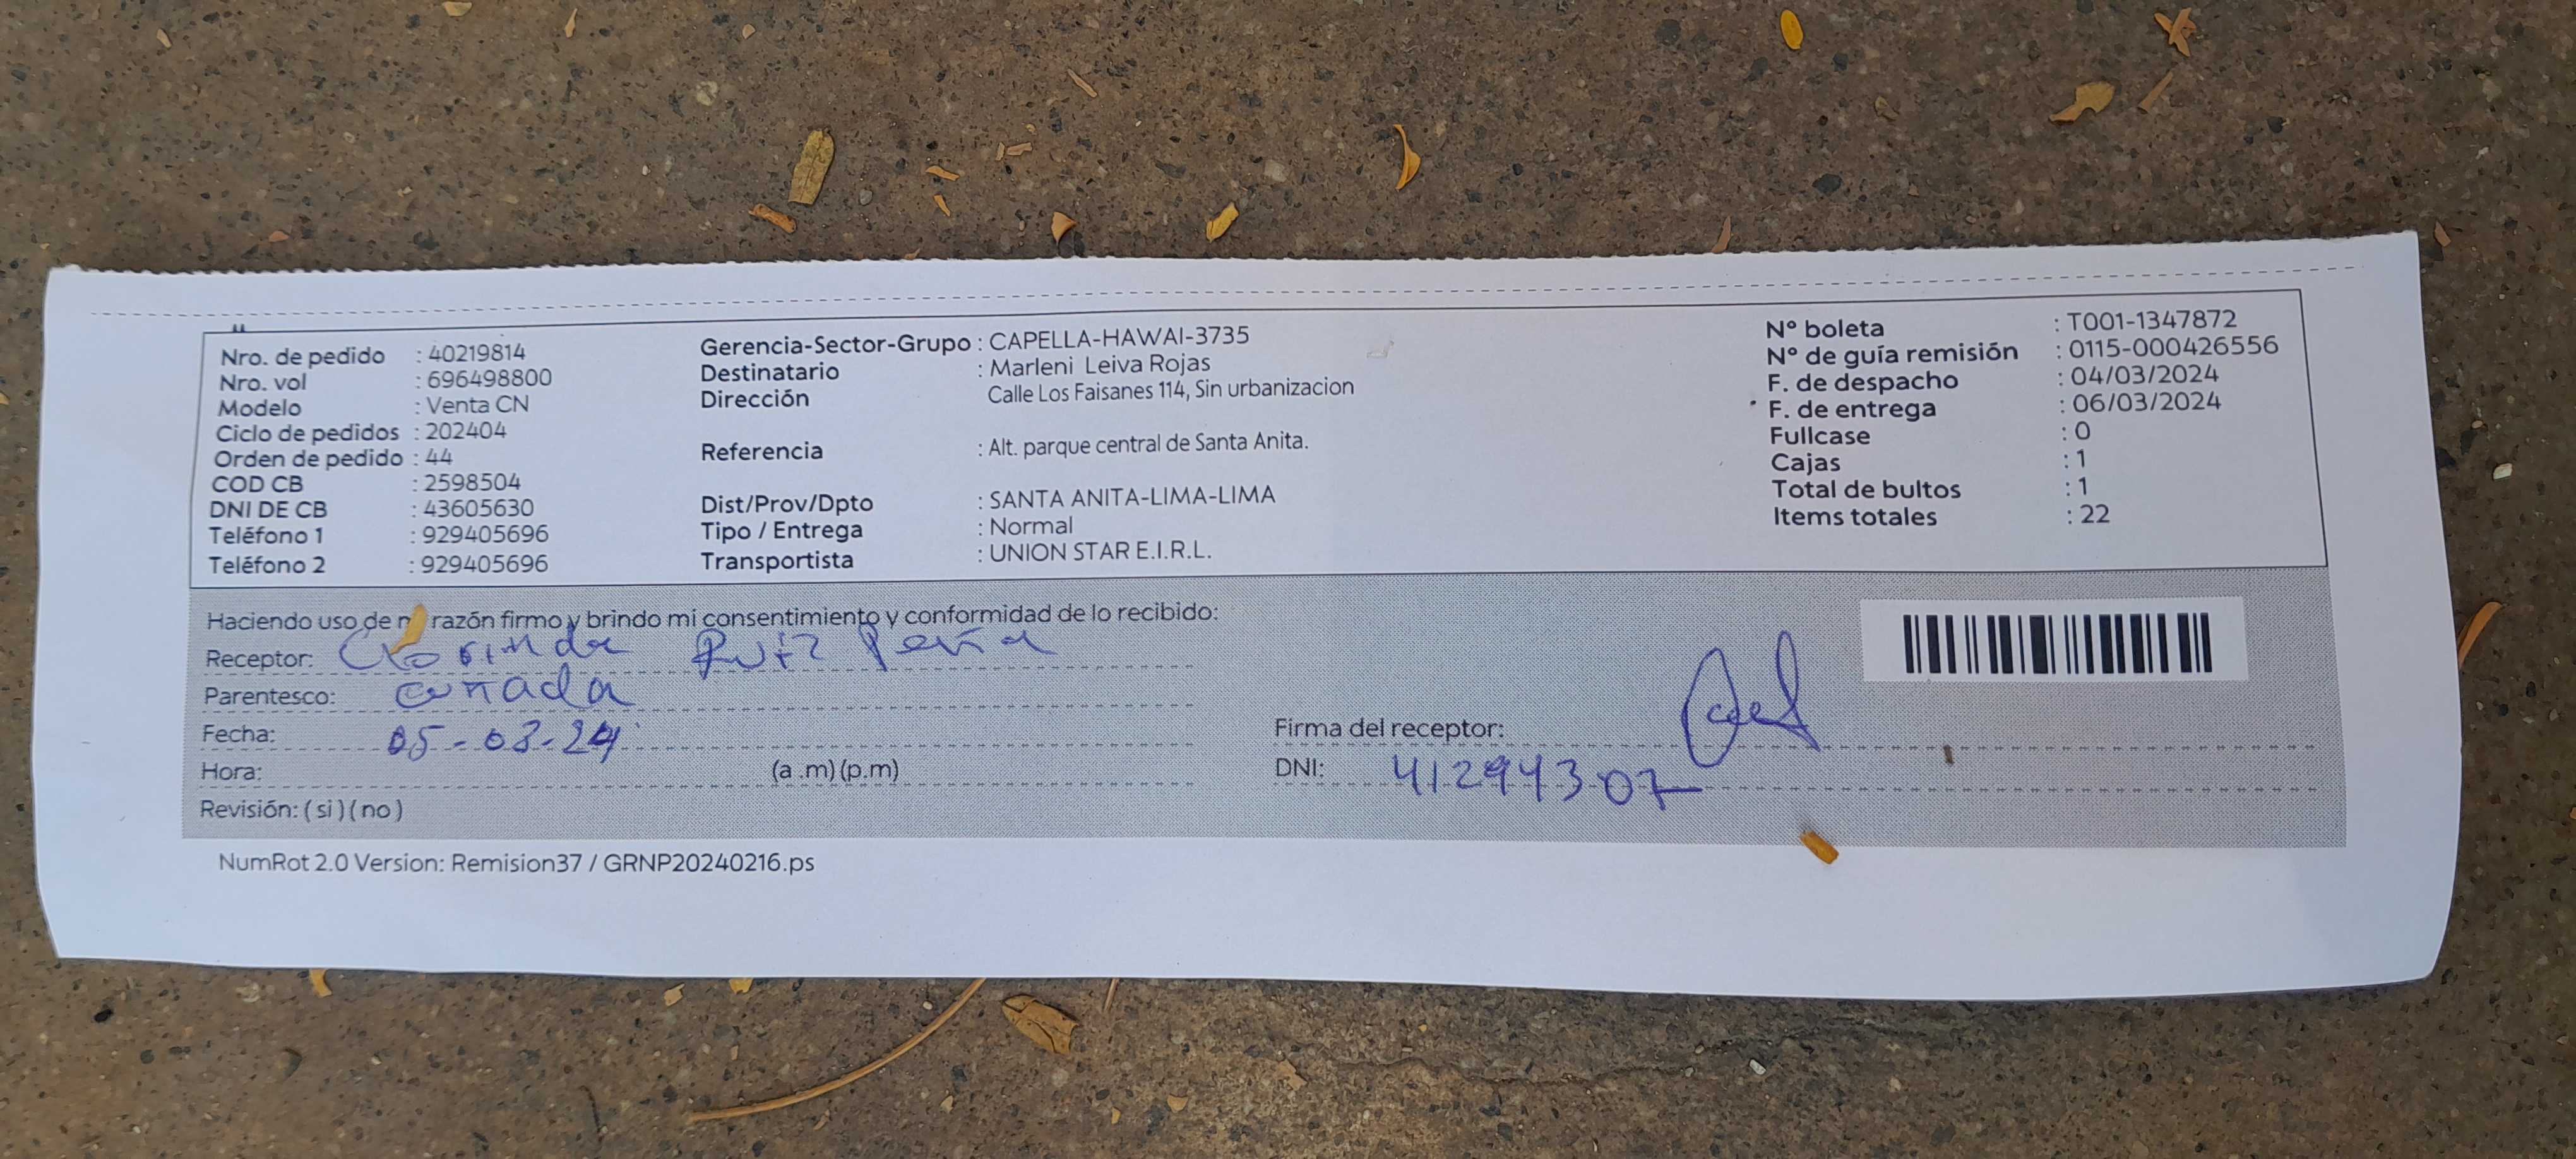 Nro. de pedido : 40219814
Nro. vol : 696498800
Modelo : Venta CN
Ciclo de pedidos : 202404
Orden de pedido : 44
COD CB : 2598504
DNI DE CB : 43605630
Teléfono 1 : 929405696
Teléfono 2 : 929405696
Gerencia-Sector-Grupo : CAPELLA-HAWAI-3735
Destinatario : Marleni Leiva Rojas
Dirección Calle Los Faisanes 114, Sin urbanizacion
Referencia : Alt. parque central de Santa Anita.
Dist/Prov/Dpto : SANTA ANITA-LIMA-LIMA
Tipo / Entrega : Normal
Transportista : UNION STAR E.I.R.L.
N° boleta : T001-1347872
N° de guía remisión : 0115-000426556
F. de despacho : 04/03/2024
F. de entrega : 06/03/2024
Fullcase : 0
Cajas : 1
Total de bultos : 1
Items totales : 22
Haciendo uso de razón firmo y brindo mi consentimiento y conformidad de lo recibido:
Receptor: Clorinda Ruiz Peña
Parentesco: cuñada
Fecha: 05-03-24
Hora: (a .m) (p.m)
Revisión: ( si ) ( no )
Firma del receptor:
DNI: 41294307
NumRot 2.0 Version: Remision37 / GRNP20240216.ps